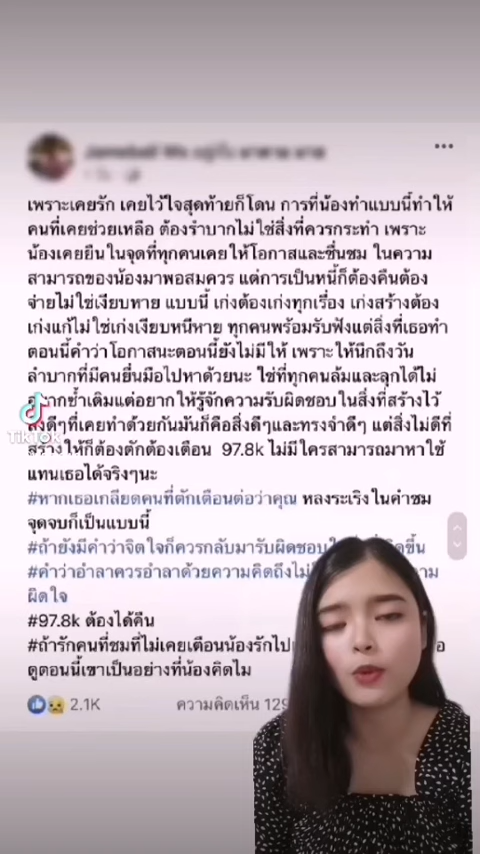 เพราะเคยรัก เคยไว้ใจสุดท้ายก็โดน การที่น้องทำแบบนี้ทำให้
คนที่เคยช่วยเหลือ ต้องรำบากไม่ใช่สิ่งที่ควรกระทำ เพราะ
น้องเคยยืนในจุดที่ทุกคนเคยให้โอกาสและชื่นชม ในความ
สามารถของน้องมาพอสมควร แต่การเป็นหนี้ก็ต้องคืนต้อง
จ่ายไม่ใช่เงียบหาย แบบนี้ เก่งต้องเก่งทุกเรื่อง เก่งสร้างต้อง
เก่งแก้ไม่ใช่เก่งเงียบหนีหาย ทุกคนพร้อมรับฟังแต่สิ่งที่เธอทำ
ตอนนี้คำว่าโอกาสนะตอนนี้ยังไม่มีให้ เพราะให้นึกถึงวัน
ลำบากที่มีคนยื่นมือไปหาด้วยนะ ใช่ที่ทุกคนล้มและลุกได้ไม่
อยากซ้ำเติมแต่อยากให้รู้จักความรับผิดชอบในสิ่งที่สร้างไว้
สิ่งดีๆที่เคยทำด้วยกันมันก็คือสิ่งดีๆและทรงจำดีๆ แต่สิ่งไม่ดีที่
สร้างให้ก็ต้องตักต้องเตือน 97.8k ไม่มีใครสามารถมาหาใช้
แทนเธอได้จริงๆนะ
#หากเธอเกลียดคนที่ตักเตือนต่อว่าคุณ หลงระเริงในคำชม
จุดจบก็เป็นแบบนี้
#ถ้ายังมีคำว่าจิตใจก็ควรกลับมารับผิดชอบ
#คำว่าอำลาควรอำลาด้วยความคิดถึง
ผิดใจ
#97.8k ต้องได้คืน
#ถ้ารักคนที่ชมที่ไม่เคยเตือนน้องรักไป
ดูตอนนี้เขาเป็นอย่างที่น้องคิดไม
2.1K ความคิดเห็น
TikTok